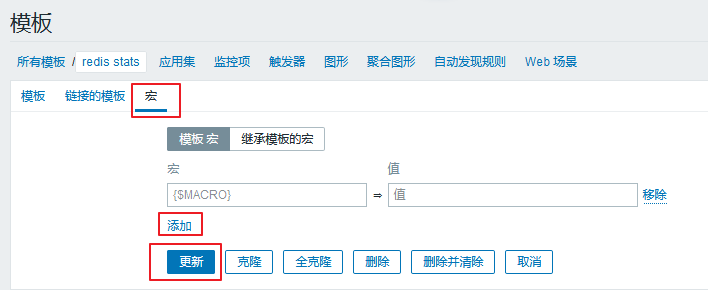 模板
所有模板 / redis stats 应用集 监控项 触发器 图形 聚合图形 自动发现规则 Web 场景
模板 链接的模板 宏
模板 宏 继承模板的宏
宏 值
{$MACRO} ⇒ 值 移除
添加
更新 克隆 全克隆 删除 删除并清除 取消